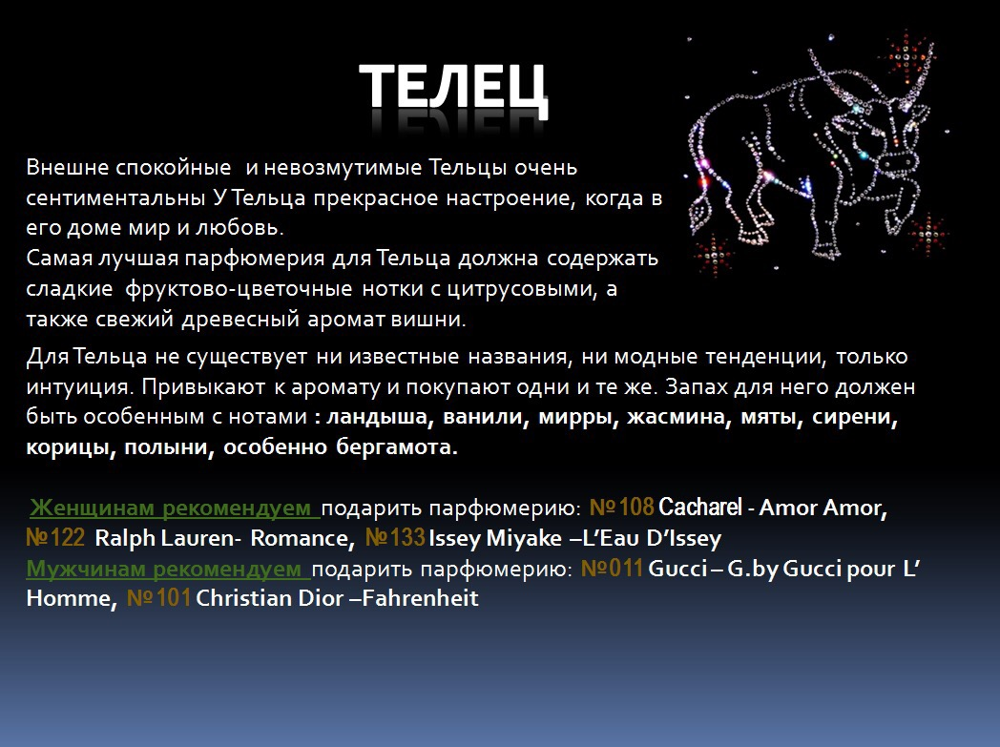 ТЕЛЕЦ
Внешне спокойные и невозмутимые Тельцы очень
сентиментальны У Тельца прекрасное настроение, когда в
его доме мир и любовь.
Самая лучшая парфюмерия для Тельца должна содержать
сладкие фруктово-цветочные нотки с цитрусовыми, а
также свежий древесный аромат вишни.
Для Тельца не существует ни известные названия, ни модные тенденции, только
интуиция. Привыкают к аромату и покупают одни и те же. Запах для него должен
быть особенным с нотами : ландыша, ванили, мирры, жасмина, мяты, сирени,
корицы, полыни, особенно бергамота.
Женщинам рекомендуем подарить парфюмерию: №108 Cacharel - Amor Amor,
№122 Ralph Lauren- Romance, №133 Issey Miyake –L’Eau D’Issey
Мужчинам рекомендуем подарить парфюмерию: №011 Gucci – G.by Gucci pour L’
Homme, №101 Christian Dior –Fahrenheit